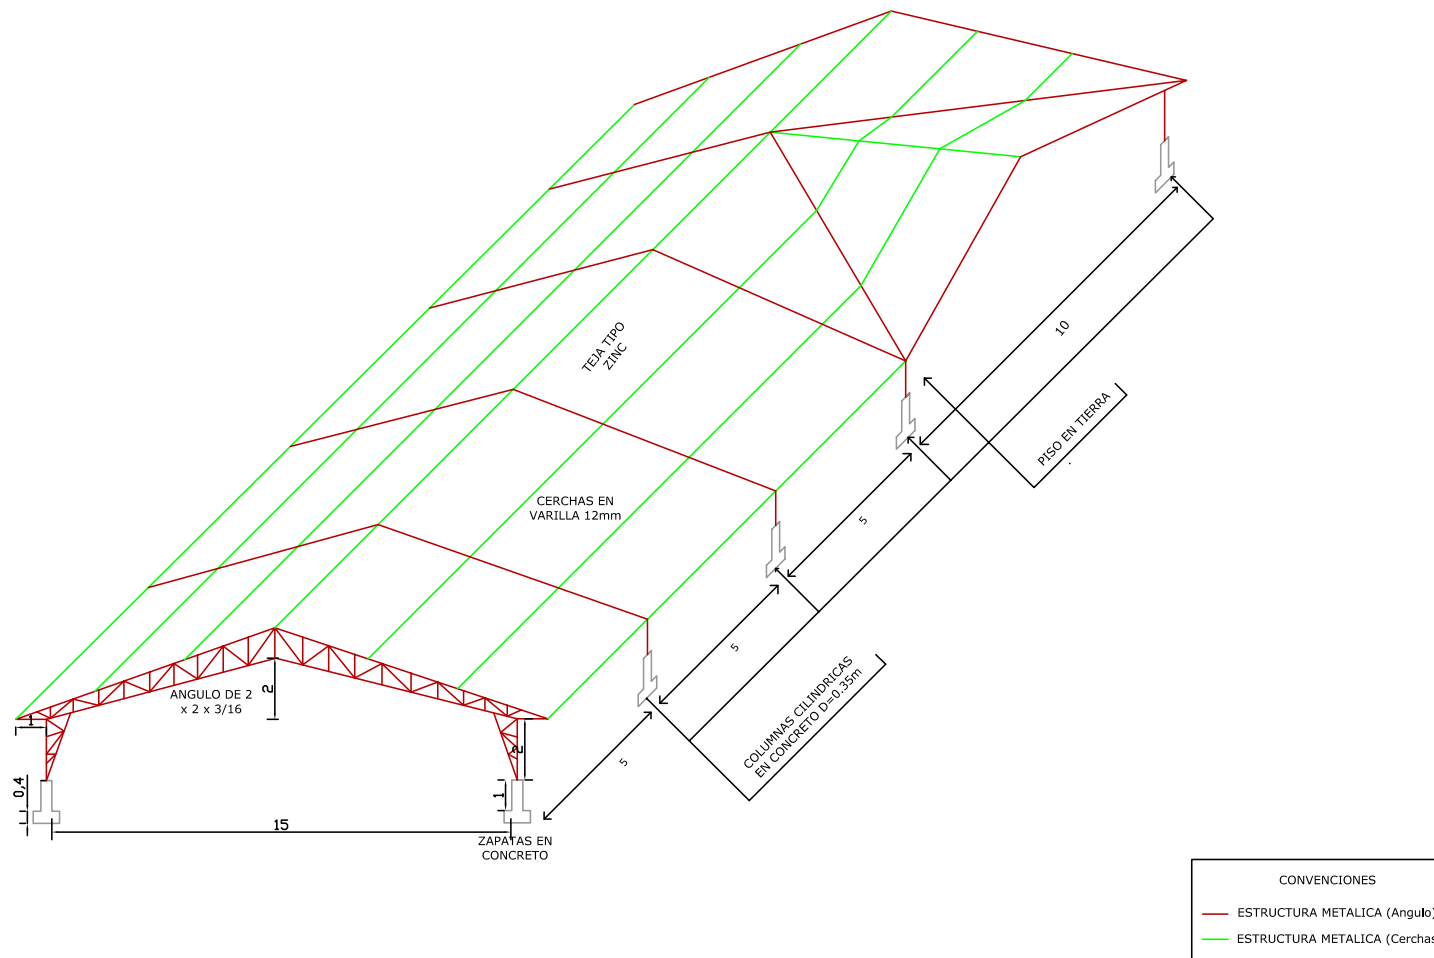 TEJA TIPO
ZINC
10
PISO EN TIERRA
CERCHAS EN
VARILLA 12mm
5
5
5
ANGULO DE 2
x 2 x 3/16
2
1
2
0,4
1
15
COLUMNAS CILINDRICAS
EN CONCRETO D=0.35m
ZAPATAS EN
CONCRETO
CONVENCIONES
ESTRUCTURA METALICA (Angulo)
ESTRUCTURA METALICA (Cerchas